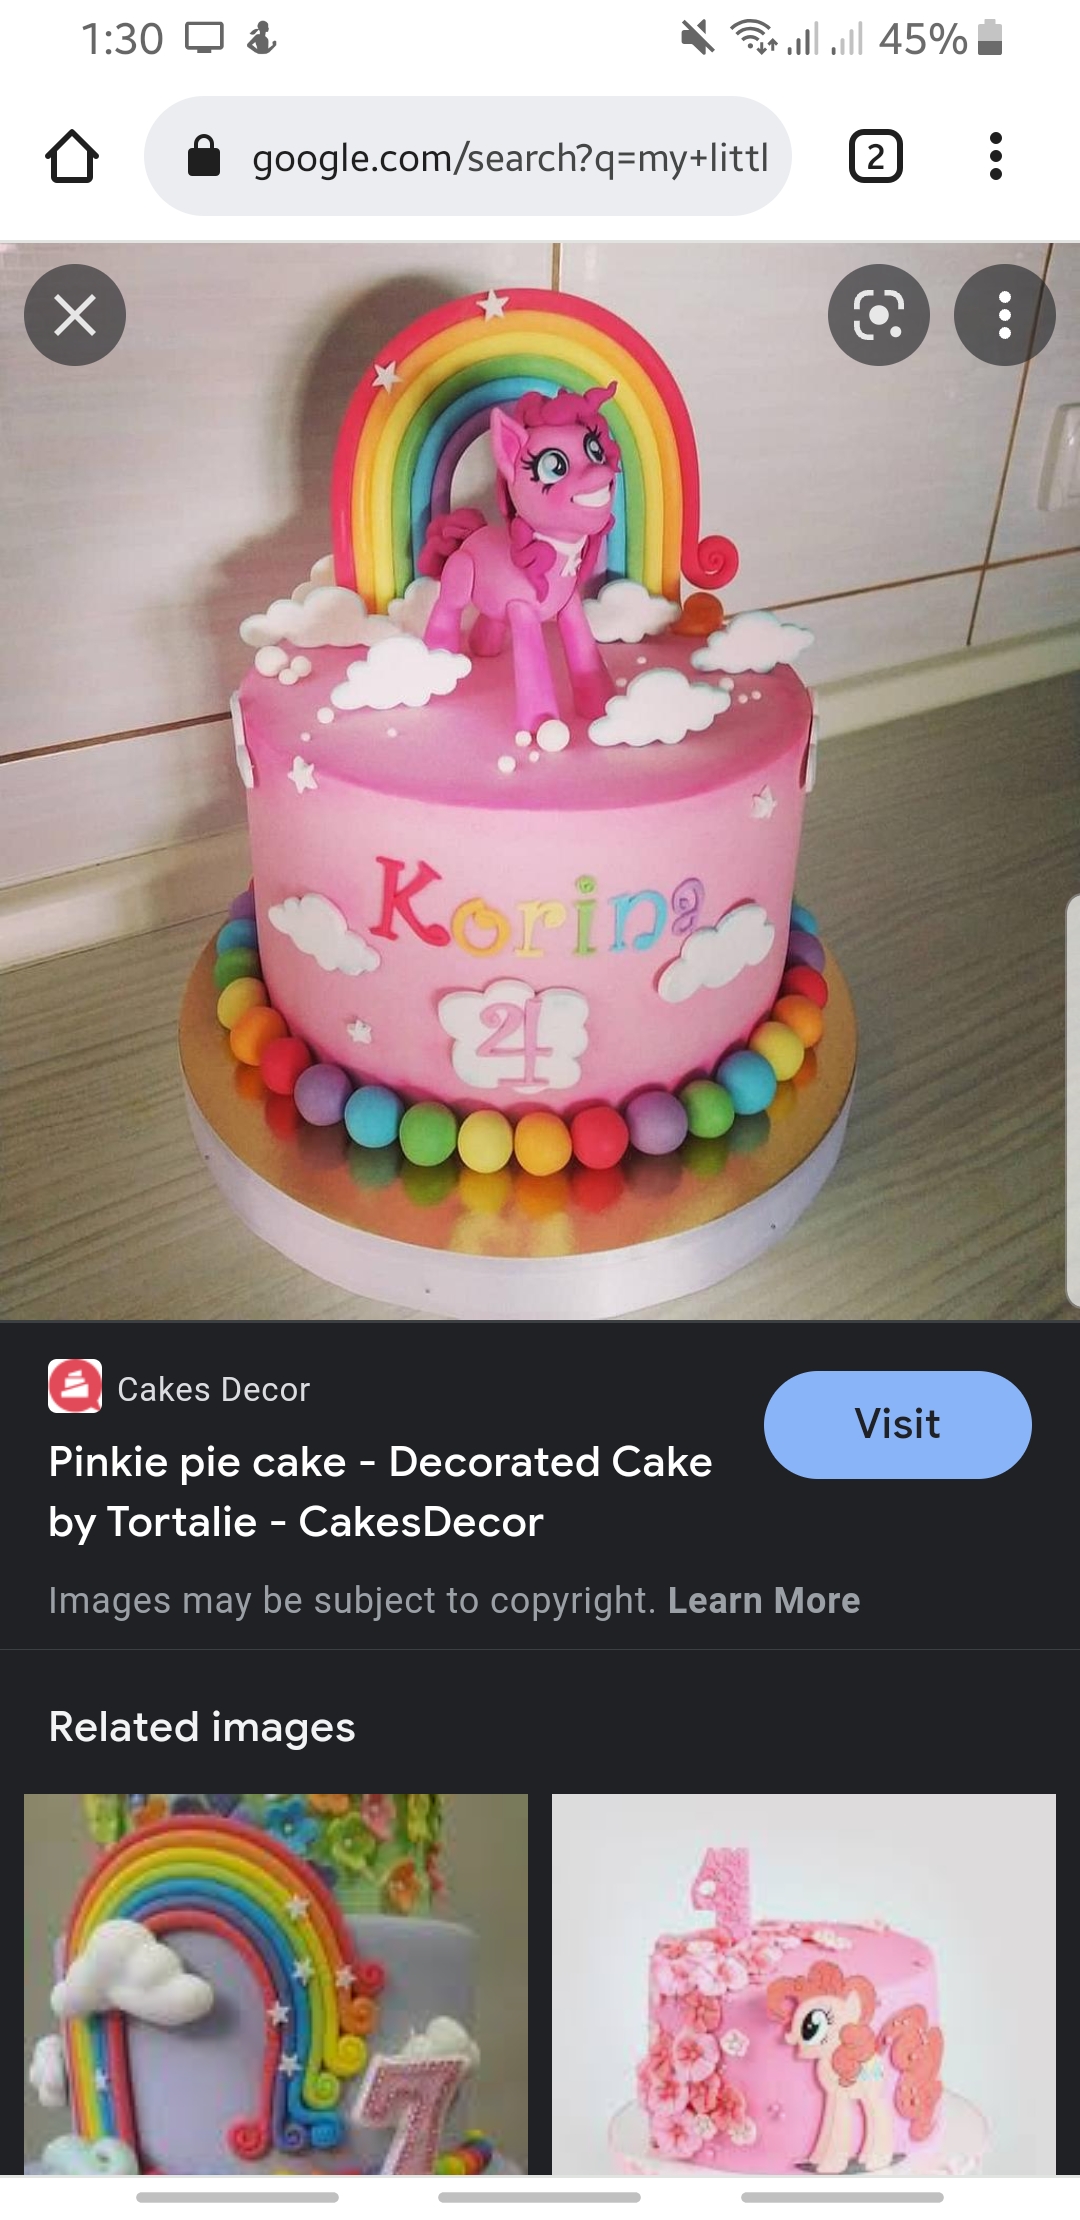 1:30
45%
google.com/search?q=my+littl
2
Korina
4
Cakes Decor
Visit
Pinkie pie cake - Decorated Cake
by Tortalie - CakesDecor
Images may be subject to copyright. Learn More
Related images
4
7